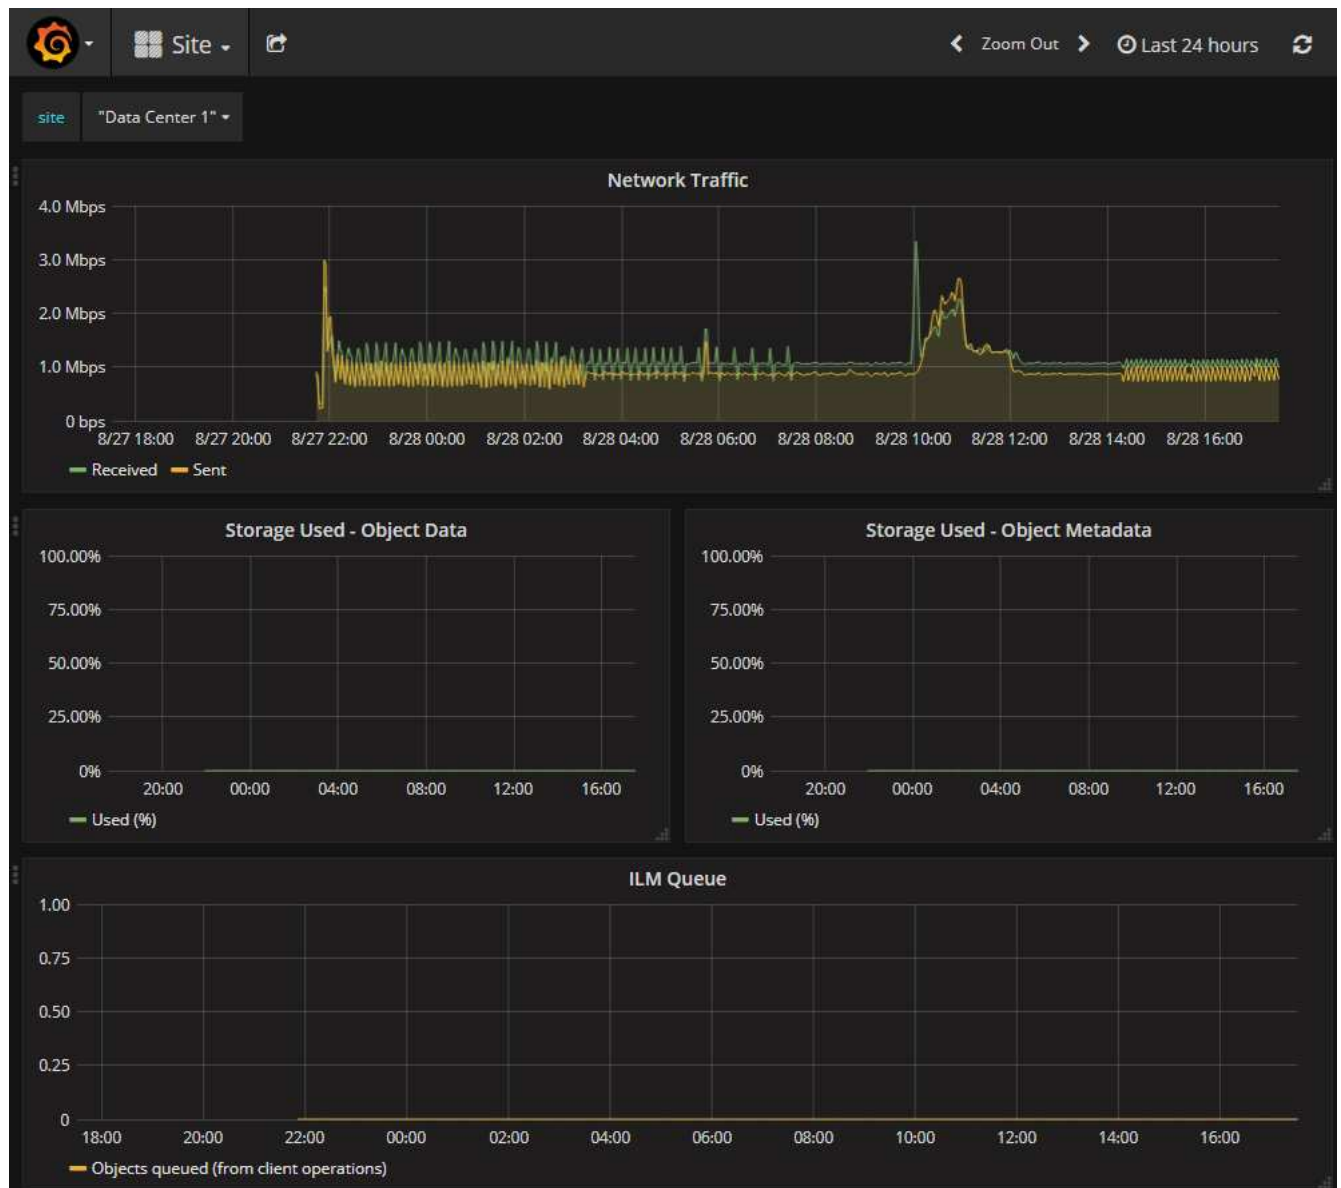 Site
Zoom Out
Last 24 hours
site
"Data Center 1"
Network Traffic
4.0 Mbps
3.0 Mbps
2.0 Mbps
1.0 Mbps
0 bps
8/27 18:00 8/27 20:00 8/27 22:00 8/28 00:00 8/28 02:00 8/28 04:00 8/28 06:00 8/28 08:00 8/28 10:00 8/28 12:00 8/28 14:00 8/28 16:00
Received Sent
Storage Used - Object Data
100.00%
75.00%
50.00%
25.00%
0%
20:00 00:00 04:00 08:00 12:00 16:00
Used (%)
Storage Used - Object Metadata
100.00%
75.00%
50.00%
25.00%
0%
20:00 00:00 04:00 08:00 12:00 16:00
Used (%)
ILM Queue
1.00
0.75
0.50
0.25
0
18:00 20:00 22:00 00:00 02:00 04:00 06:00 08:00 10:00 12:00 14:00 16:00
Objects queued (from client operations)